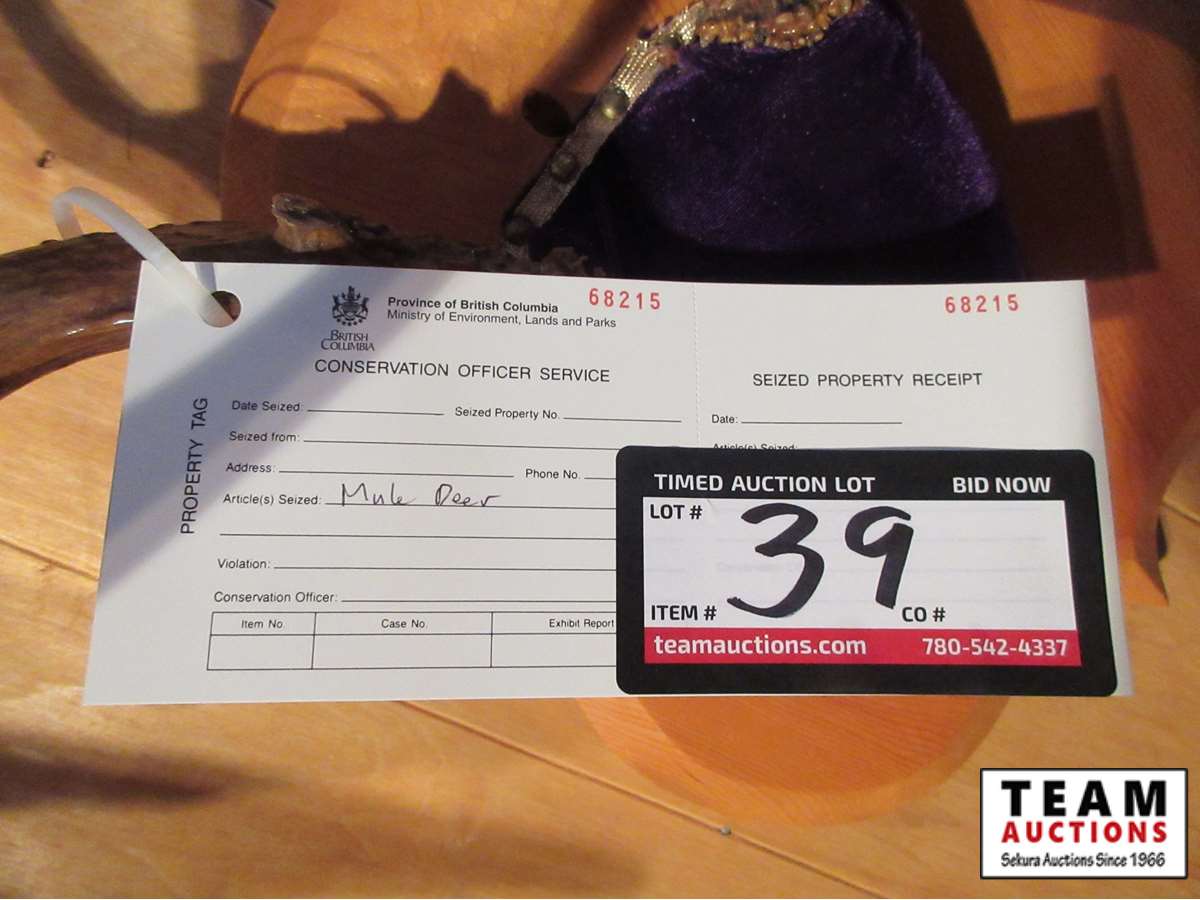 Province of British Columbia
Ministry of Environment, Lands and Parks
68215
BRITISH
COLUMBIA
CONSERVATION OFFICER SERVICE
PROPERTY TAG
Date Seized:
Seized Property No.
Seized from:
Address:
Phone No.
Article(s) Seized: Mule Deer
Violation:
Conservation Officer:
Item No. Case No. Exhibit Report
68215
SEIZED PROPERTY RECEIPT
Date:
Article(s) Seized:
TIMED AUCTION LOT BID NOW
LOT # 39
ITEM # CO #
teamauctions.com 780-542-4337
TEAM
AUCTIONS
Sekura Auctions Since 1966